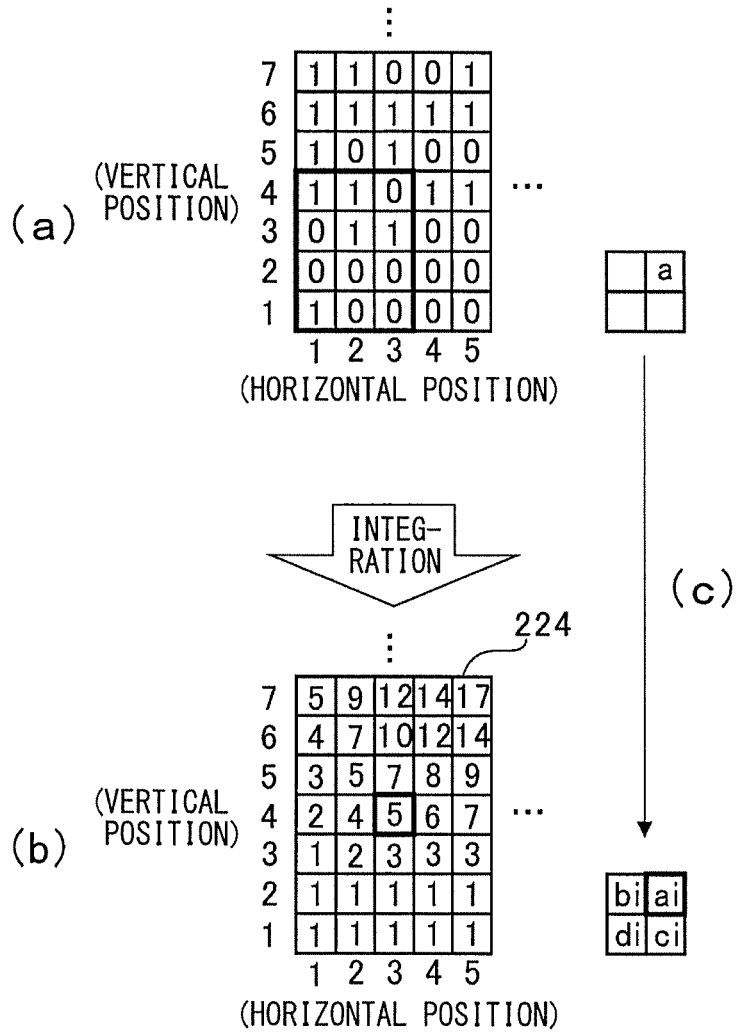 ⋮
7 1 1 0 0 1
6 1 1 1 1 1
5 1 0 1 0 0
(VERTICAL POSITION) 4 1 1 0 1 1 ...
(a) 3 0 1 1 0 0
2 0 0 0 0 0 a
1 1 0 0 0 0
1 2 3 4 5
(HORIZONTAL POSITION)
INTEG-
RATION
(c)
224
⋮
7 5 9 12 14 17
6 4 7 10 12 14
5 3 5 7 8 9
(VERTICAL POSITION) 4 2 4 5 6 7 ...
(b) 3 1 2 3 3 3
2 1 1 1 1 1 bi ai
1 1 1 1 1 1 di ci
1 2 3 4 5
(HORIZONTAL POSITION)